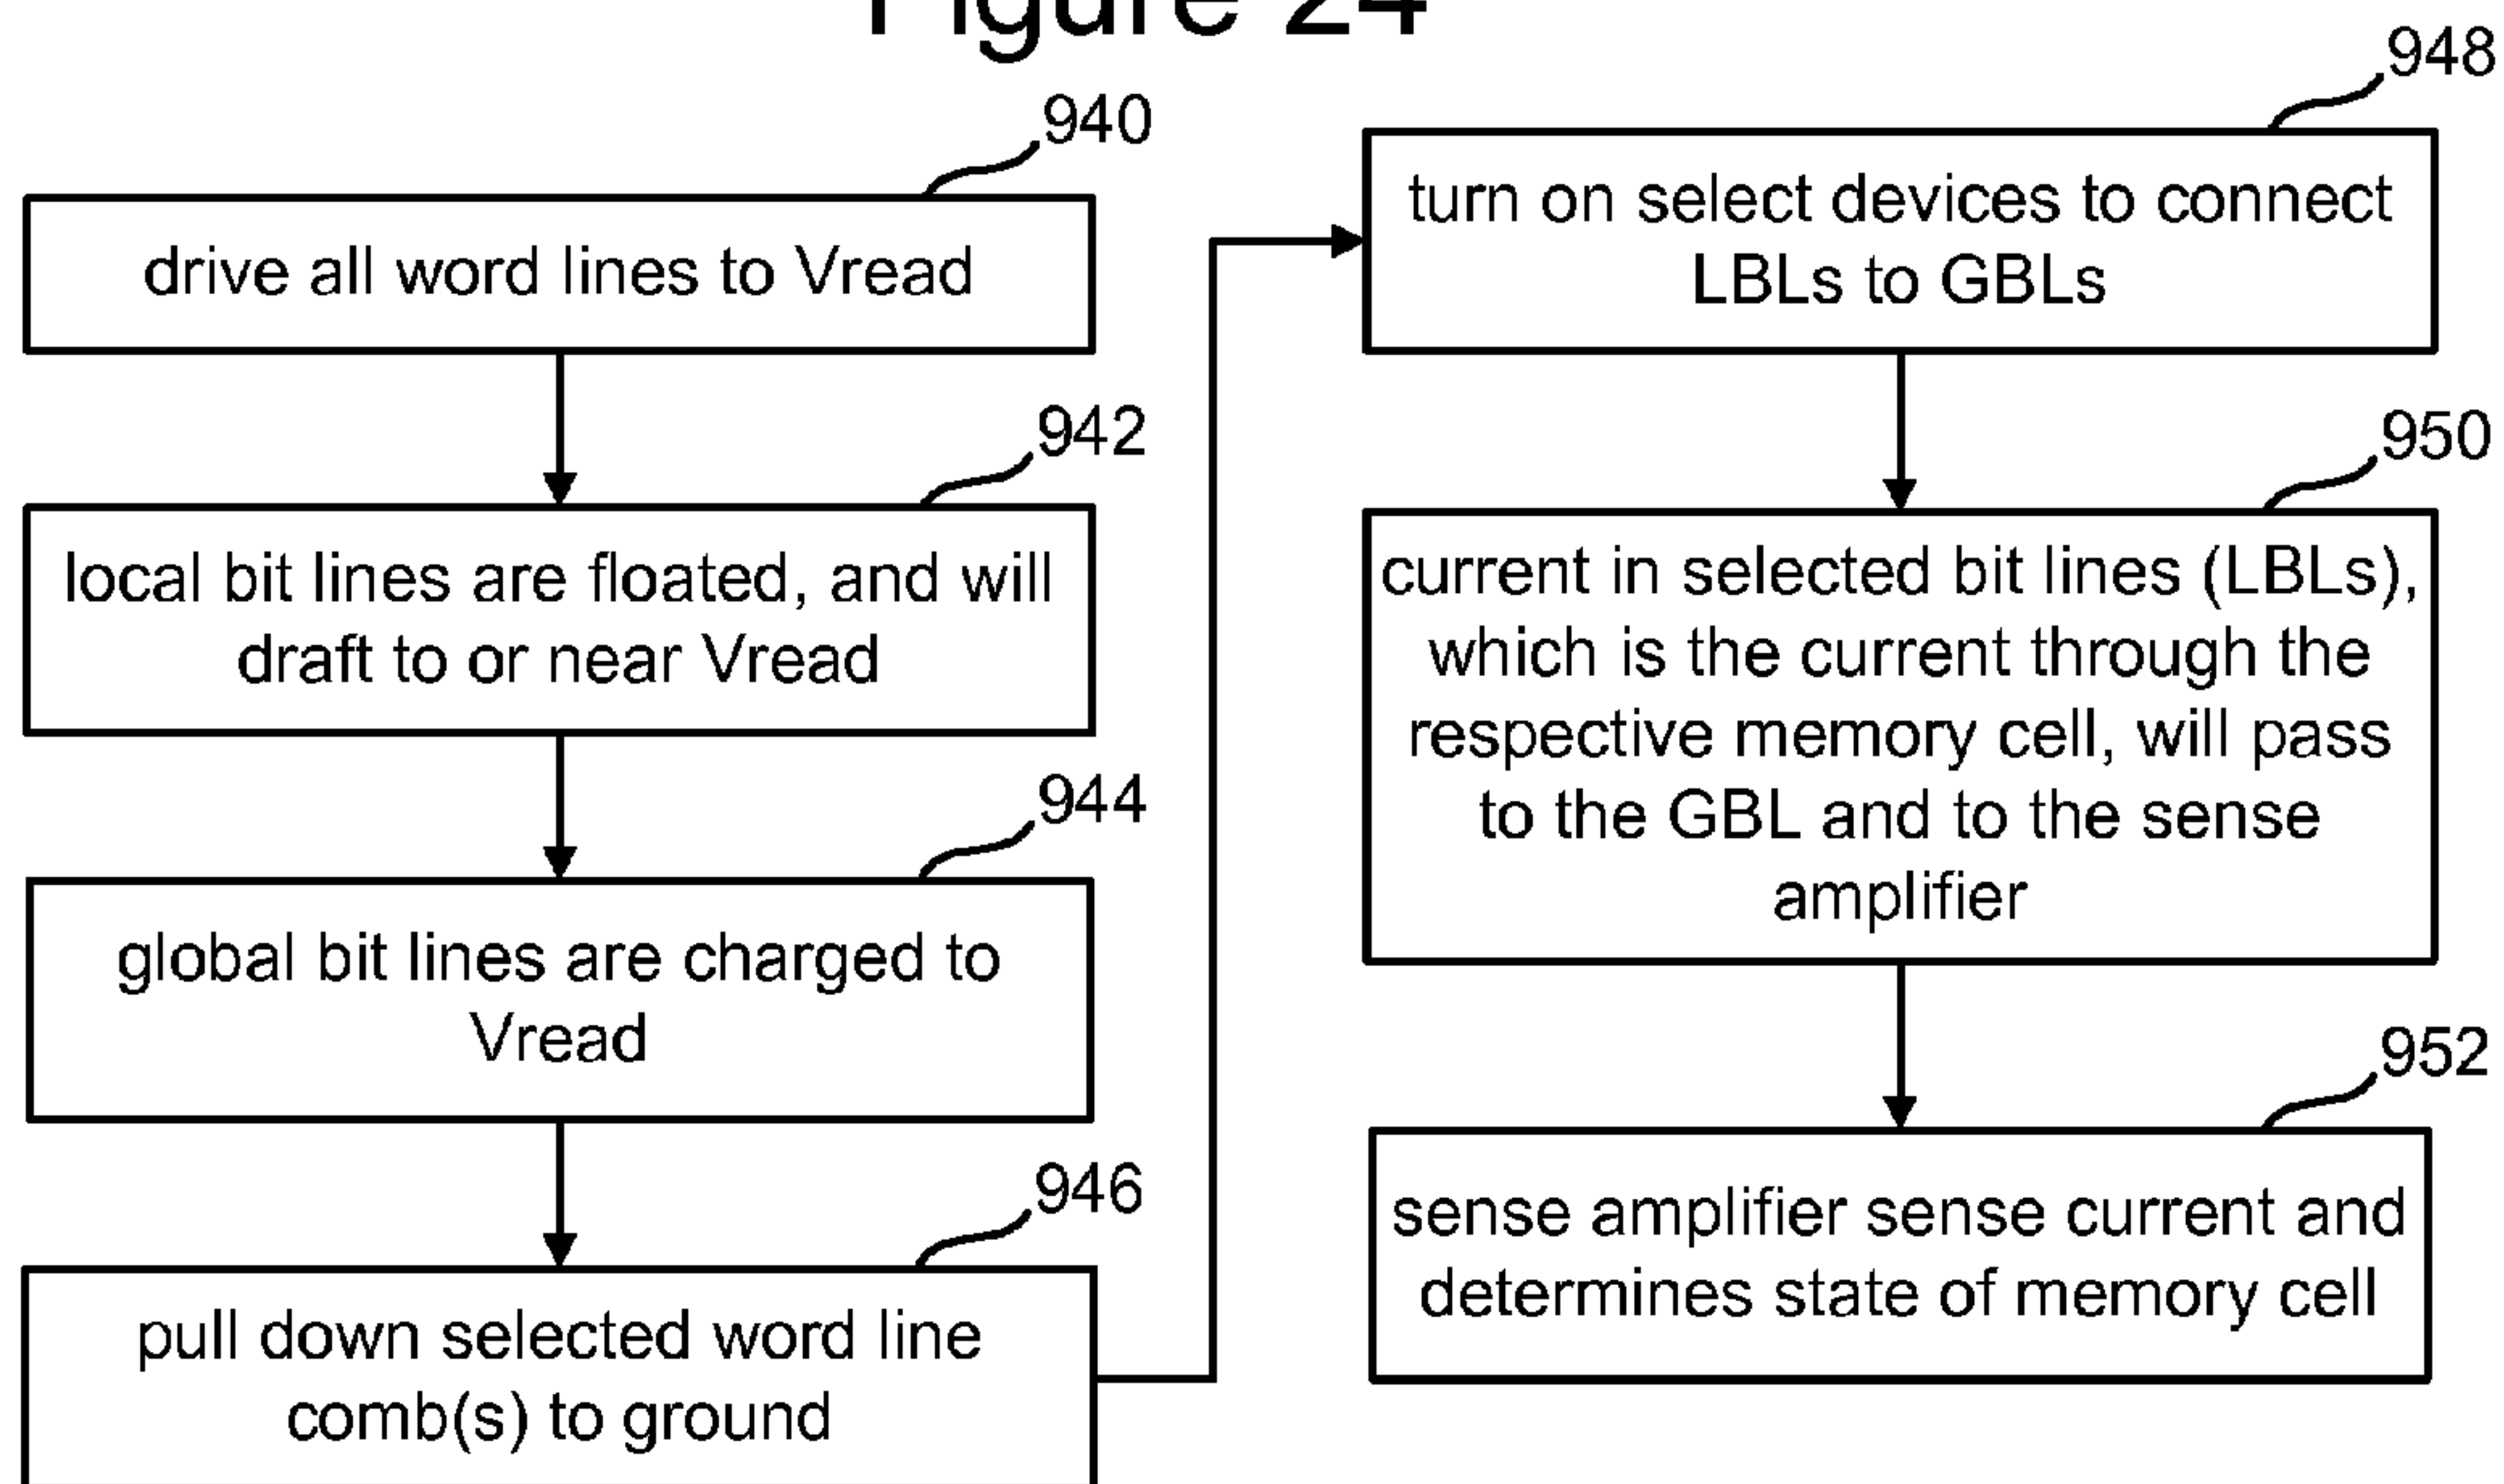 Figure 24
940
drive all word lines to Vread
942
local bit lines are floated, and will
draft to or near Vread
944
global bit lines are charged to
Vread
946
pull down selected word line
comb(s) to ground
948
turn on select devices to connect
LBLs to GBLs
950
current in selected bit lines (LBLs),
which is the current through the
respective memory cell, will pass
to the GBL and to the sense
amplifier
952
sense amplifier sense current and
determines state of memory cell